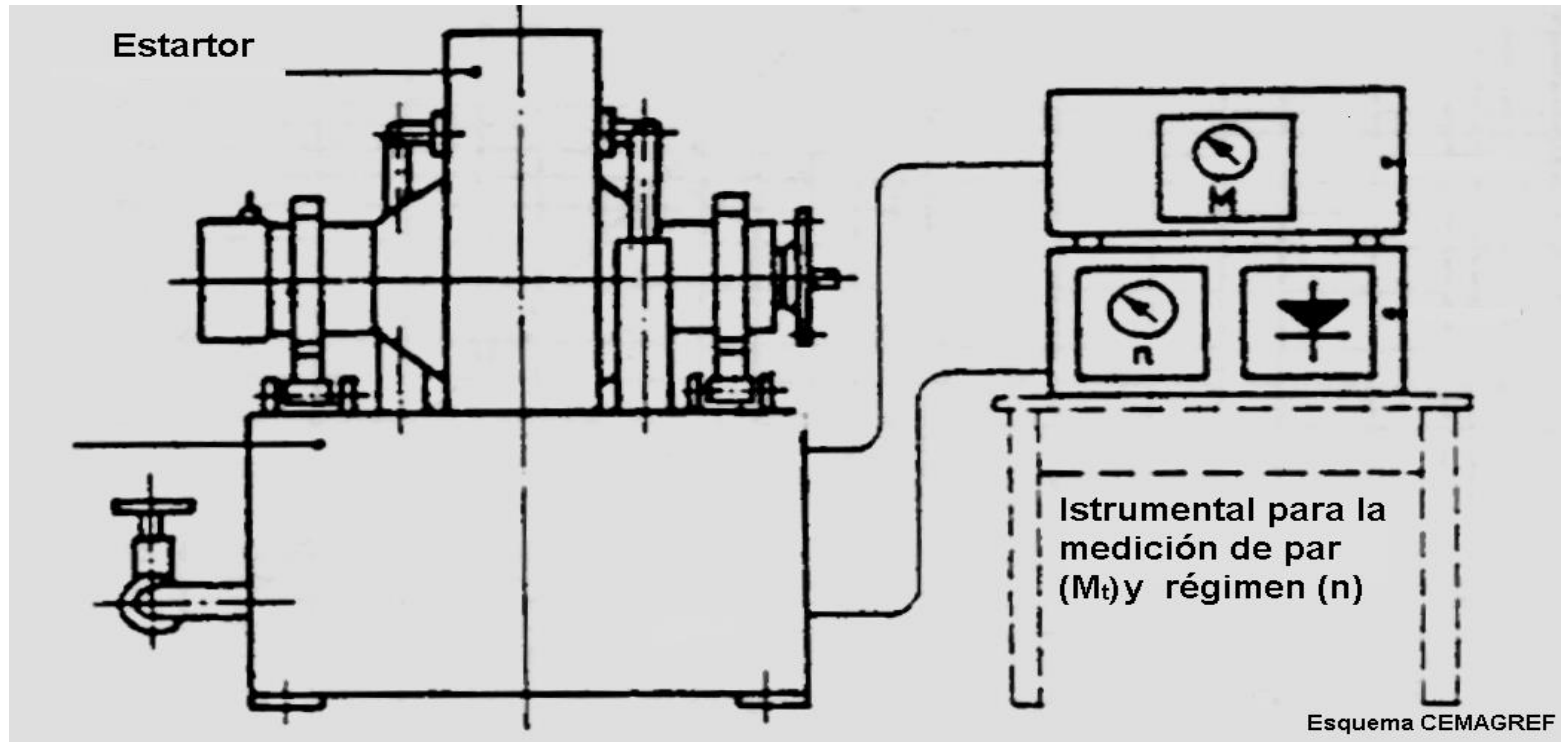 Estartor
M
n
Istrumental para la
medición de par
(Mt) y régimen (n)
Esquema CEMAGREF